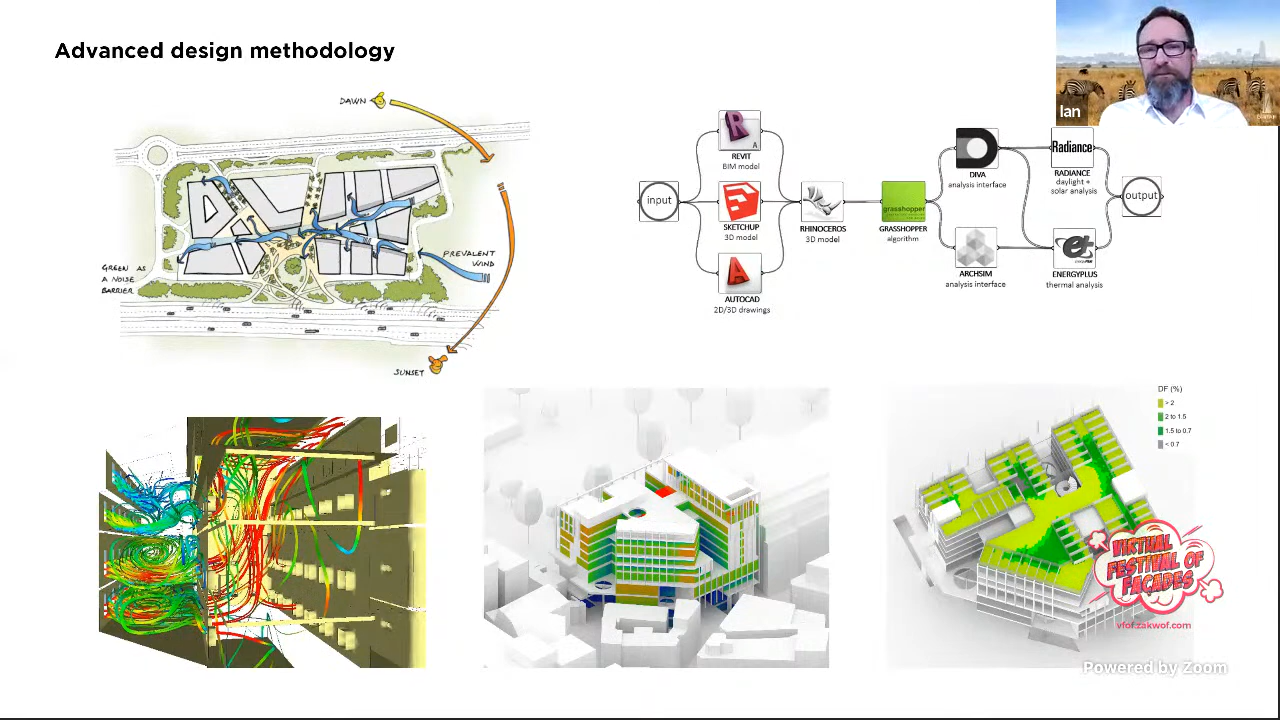 Advanced design methodology
DAWN
PREVALENT
WIND
GREEN AS
A NOISE
BARRIER
SUNSET
input
R
A
REVIT
BIM model
SKETCHUP
3D model
A
AUTOCAD
2D/3D drawings
RHINOCEROS
3D model
grasshopper
GRASSHOPPER
algorithm
DIVA
analysis interface
ARCHSIM
analysis interface
Radiance
RADIANCE
daylight +
solar analysis
ENERGYPLUS
thermal analysis
output
Ian
DF (%)
> 2
2 to 1.5
1.5 to 0.7
< 0.7
VIRTUAL
FESTIVAL OF
FAÇADES
vfof.zakwof.com
Powered by Zoom